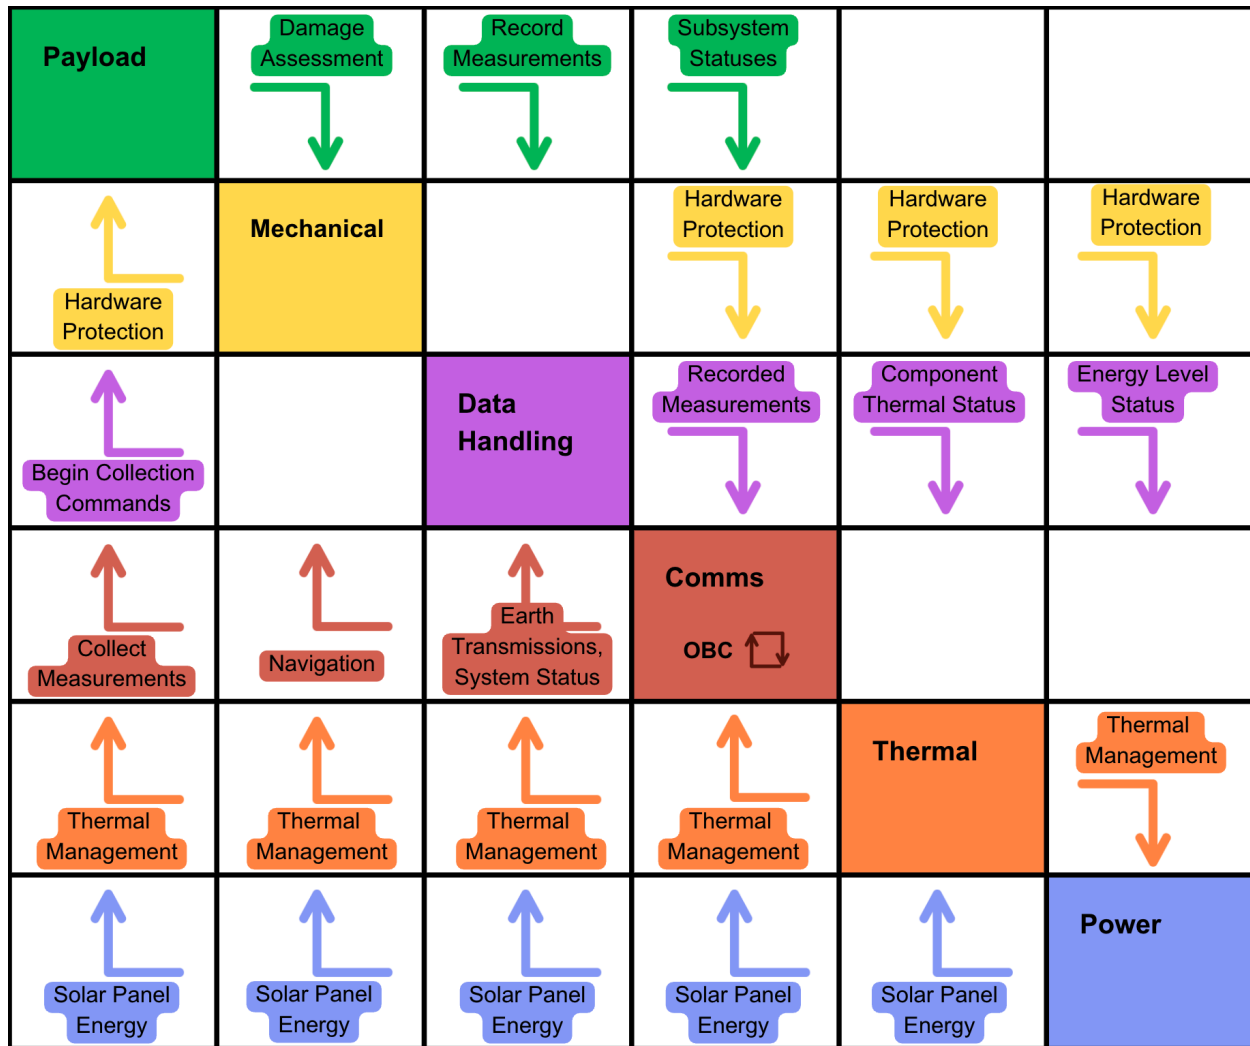 Payload
Damage
Assessment
Record
Measurements
Subsystem
Statuses
Hardware
Protection
Mechanical
Hardware
Protection
Hardware
Protection
Hardware
Protection
Begin Collection
Commands
Data
Handling
Recorded
Measurements
Component
Thermal Status
Energy Level
Status
Collect
Measurements
Navigation
Earth
Transmissions,
System Status
Comms
OBC
Thermal
Management
Thermal
Management
Thermal
Management
Thermal
Management
Thermal
Thermal
Management
Solar Panel
Energy
Solar Panel
Energy
Solar Panel
Energy
Solar Panel
Energy
Solar Panel
Energy
Power